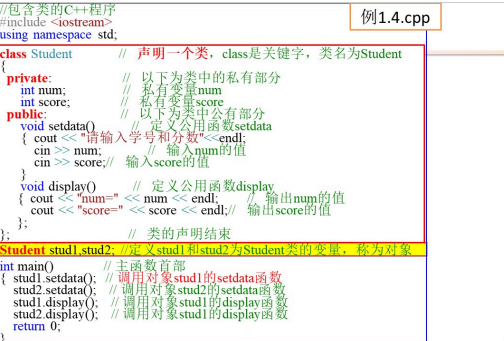 //包含类的C++程序
例1.4.cpp
#include <iostream>
using namespace std;
class Student // 声明一个类，class是关键字，类名为Student
{
private: // 以下为类中的私有部分
int num; // 私有变量num
int score; // 私有变量score
public: // 以下为类中公有部分
void setdata() // 定义公用函数setdata
{ cout << "请输入学号和分数"<<endl;
cin >> num; // 输入num的值
cin >> score;// 输入score的值
}
void display() // 定义公用函数display
{ cout << "num=" << num << endl; // 输出num的值
cout << "score=" << score << endl;// 输出score的值
};
}; // 类的声明结束
Student stud1,stud2; //定义stud1和stud2为Student类的变量，称为对象
int main() // 主函数首部
{ stud1.setdata(); // 调用对象stud1的setdata函数
stud2.setdata(); // 调用对象stud2的setdata函数
stud1.display(); // 调用对象stud1的display函数
stud2.display(); // 调用对象stud1的display函数
return 0;
}